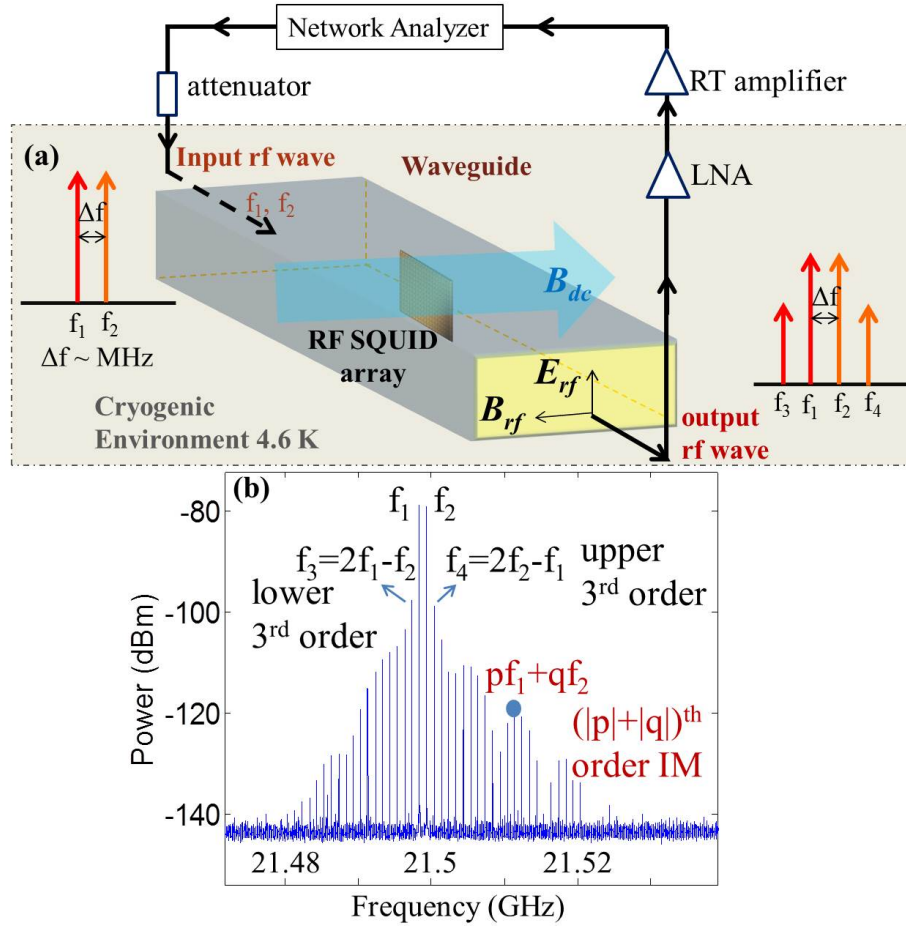 Network Analyzer
attenuator
RT amplifier
(a)
Input rf wave
Waveguide
LNA
f₁, f₂
Δf
B_dc
Δf
f₁ f₂
Δf ~ MHz
RF SQUID
array
E_rf
B_rf
f₃ f₁ f₂ f₄
Cryogenic
Environment 4.6 K
output
rf wave
(b)
f₁ f₂
f₃=2f₁-f₂
f₄=2f₂-f₁
lower
3rd order
upper
3rd order
pf₁+qf₂
(|p|+|q|)th
order IM
Power (dBm)
-80
-100
-120
-140
21.48 21.5 21.52
Frequency (GHz)